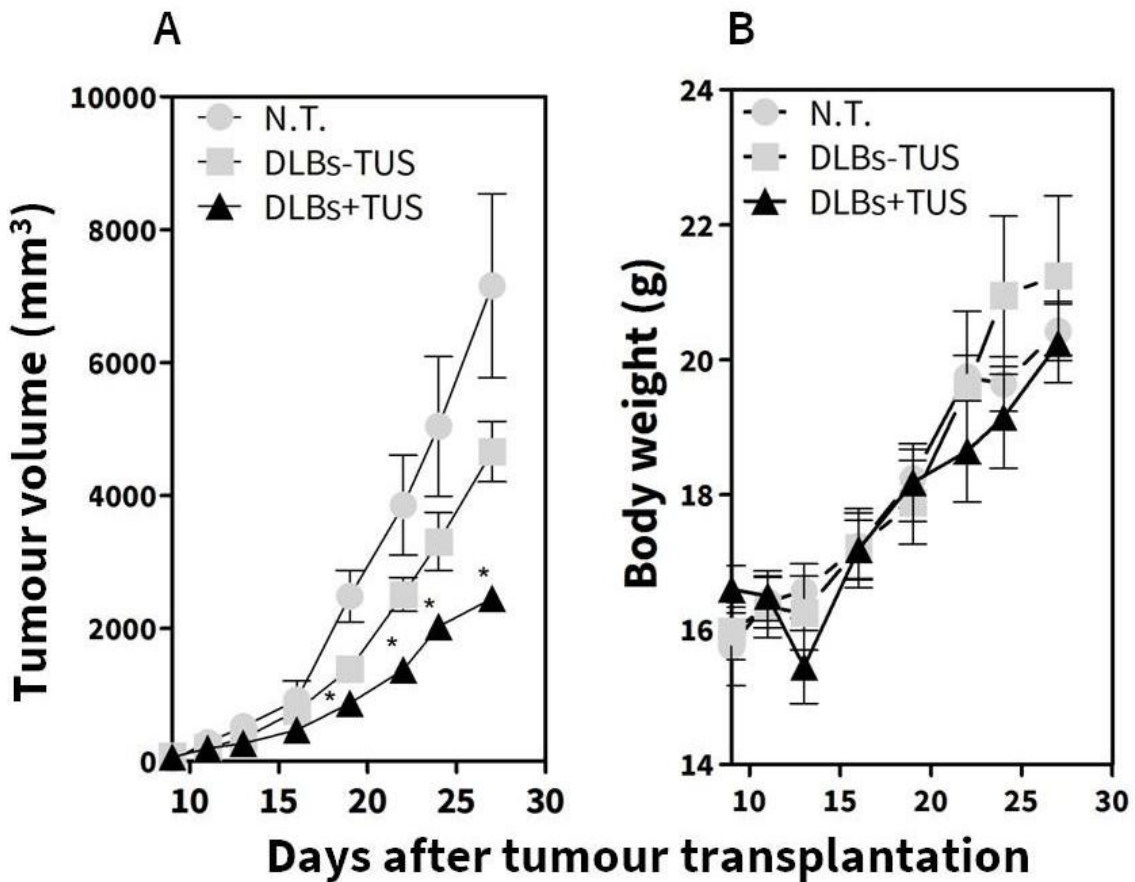 A
B
Tumour volume (mm³)
10000
8000
6000
4000
2000
0
N.T.
DLBs-TUS
DLBs+TUS
*
*
*
*
10 15 20 25 30
Body weight (g)
24
22
20
18
16
14
N.T.
DLBs-TUS
DLBs+TUS
10 15 20 25 30
Days after tumour transplantation